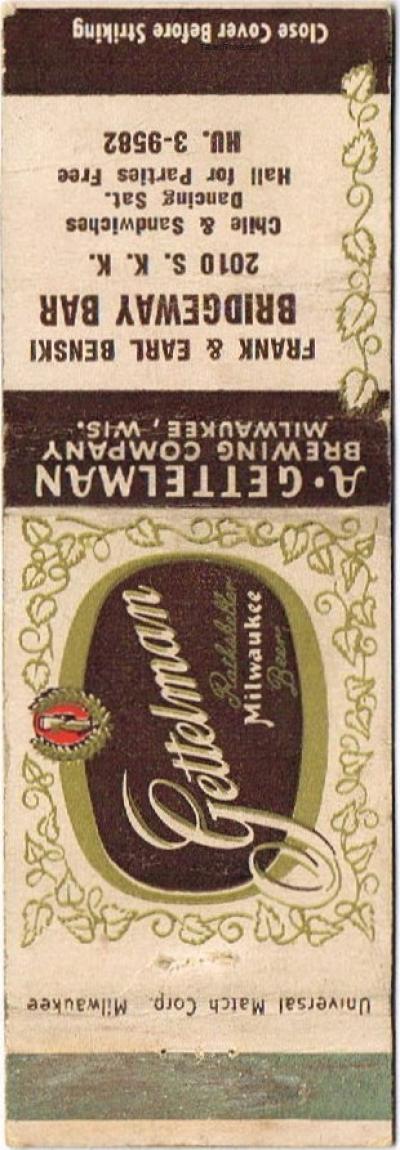 Universal Match Corp. Milwaukee
Gettelman
Rathskeller
Milwaukee
Beer
A·GETTELMAN
BREWING COMPANY
MILWAUKEE, WIS.
FRANK & EARL BENSKI
BRIDGEWAY BAR
2010 S. K. K.
Chile & Sandwiches
Dancing Sat.
Hall for Parties Free
HU. 3-9582
Close Cover Before Striking